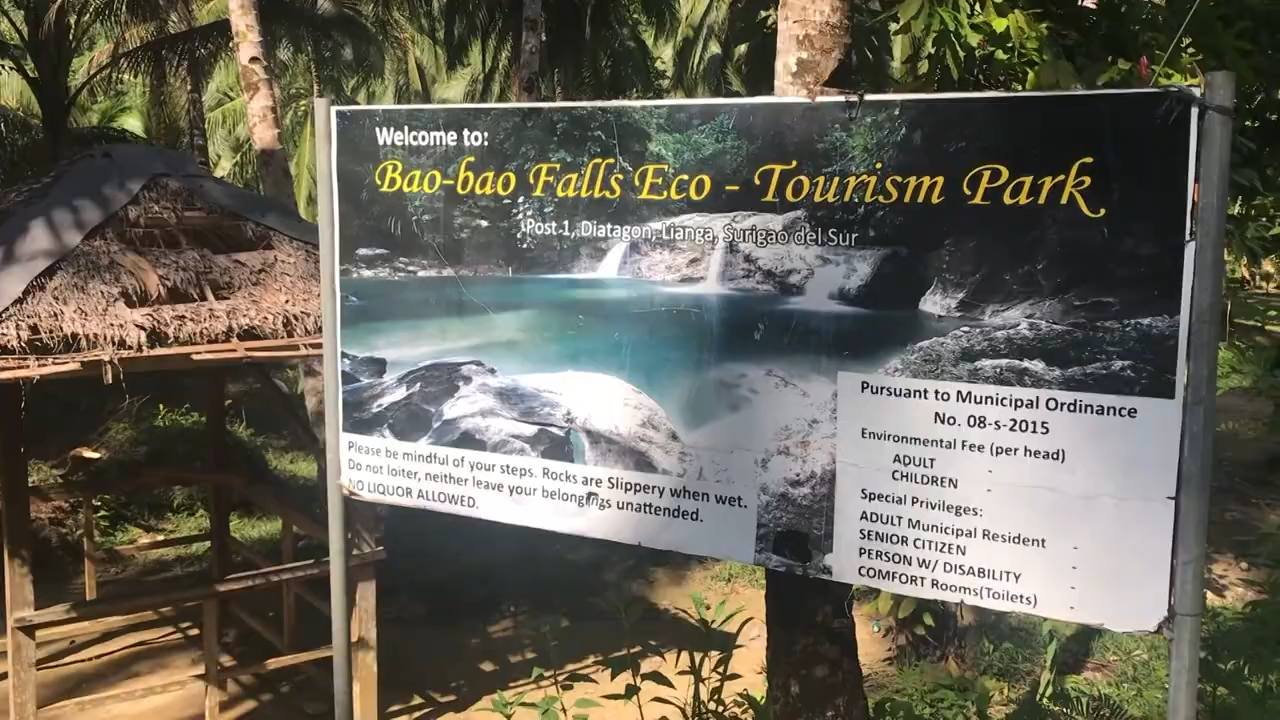 Welcome to:
Bao-bao Falls Eco - Tourism Park
Post 1, Diatagon, Lianga, Surigao del Sur
Please be mindful of your steps. Rocks are Slippery when wet.
Do not loiter, neither leave your belongings unattended.
NO LIQUOR ALLOWED.
Pursuant to Municipal Ordinance
No. 08-s-2015
Environmental Fee (per head)
ADULT -
CHILDREN -
Special Privileges:
ADULT Municipal Resident -
SENIOR CITIZEN -
PERSON W/ DISABILITY -
COMFORT Rooms(Toilets) -